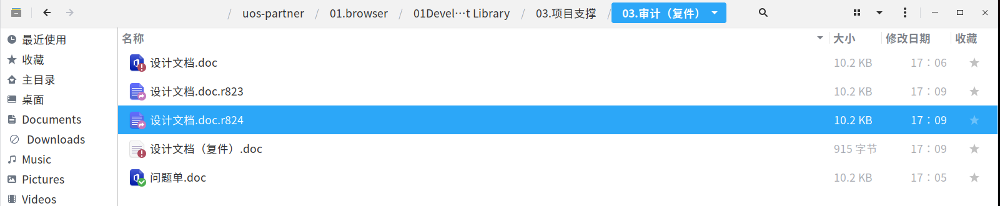 / uos-partner / 01.browser / 01Devel…t Library / 03.项目支撑 / 03.审计（复件）
名称 大小 修改日期 收藏
最近使用
收藏
主目录
桌面
Documents
Downloads
Music
Pictures
Videos
设计文档.doc 10.2 KB 17：06
设计文档.doc.r823 10.2 KB 17：09
设计文档.doc.r824 10.2 KB 17：09
设计文档（复件）.doc 915 字节 17：09
问题单.doc 10.2 KB 17：05